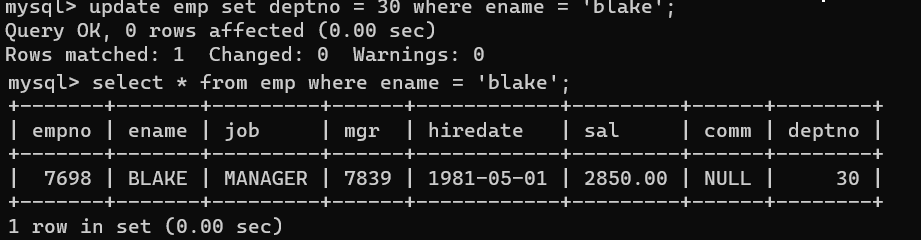 mysql> update emp set deptno = 30 where ename = 'blake';
Query OK, 0 rows affected (0.00 sec)
Rows matched: 1  Changed: 0  Warnings: 0
mysql> select * from emp where ename = 'blake';
+-------+-------+---------+------+------------+---------+------+--------+
| empno | ename | job     | mgr  | hiredate   | sal     | comm | deptno |
+-------+-------+---------+------+------------+---------+------+--------+
|  7698 | BLAKE | MANAGER | 7839 | 1981-05-01 | 2850.00 | NULL |     30 |
+-------+-------+---------+------+------------+---------+------+--------+
1 row in set (0.00 sec)